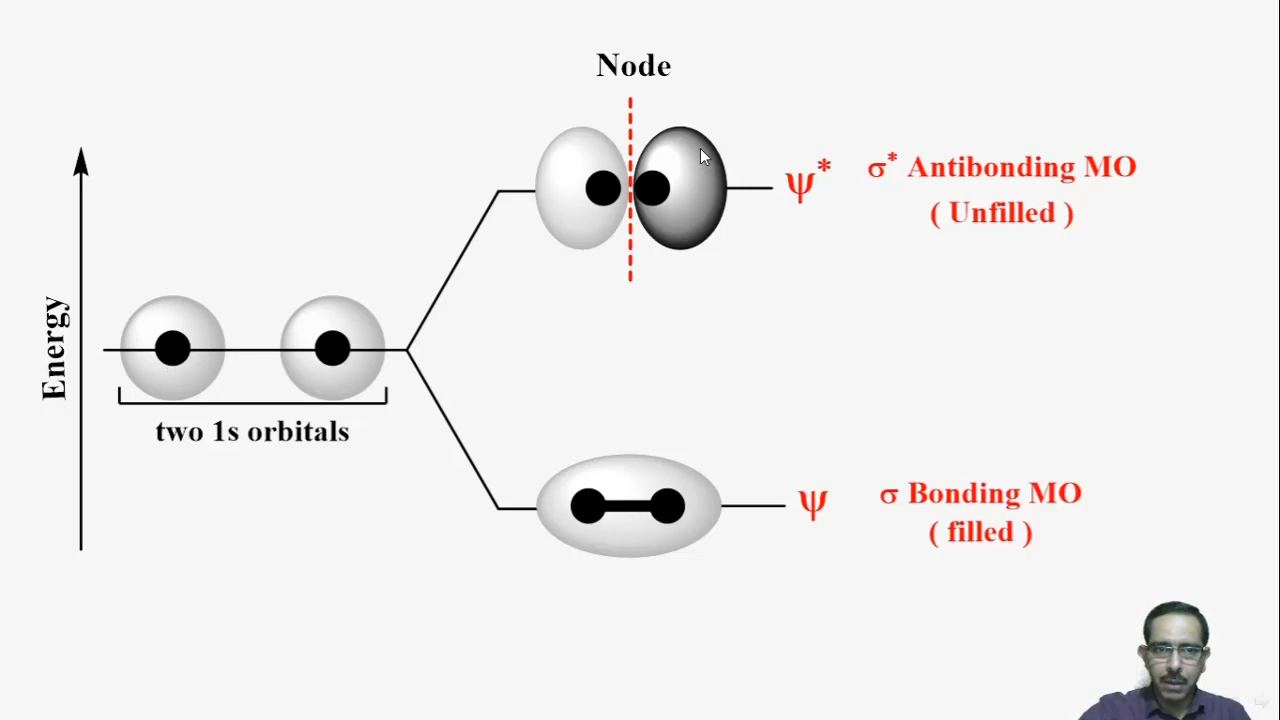 Node
ψ*
σ* Antibonding MO
( Unfilled )
Energy
two 1s orbitals
ψ
σ Bonding MO
( filled )